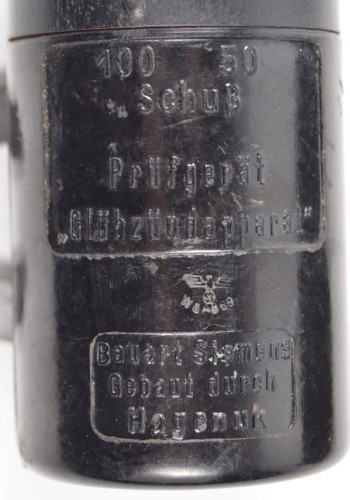 100 50
„Schuß
Prüfgerät
„Glühzündapparat“
Bauart Siemens
Gebaut durch
Hagenuk